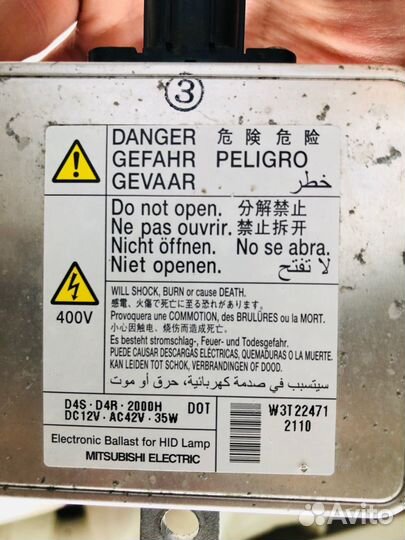 ③
DANGER 危険 危险
GEFAHR PELIGRO
GEVAAR خطر
Do not open. 分解禁止
Ne pas ouvrir. 禁止拆开
Nicht öffnen. No se abra.
Niet openen. لا تفتح
400V
WILL SHOCK, BURN or cause DEATH.
感電、火傷で死亡に至る恐れがあります。
Provoquera une COMMOTION, des BRULÛRES ou la MORT.
小心因触电、烧伤而造成死亡。
Es besteht stromschlag-, Feuer- und Todesgefahr.
PUEDE CAUSAR DESCARGAS ELÉCTRICAS, QUEMADURAS O LA MUERTE.
KAN LEIDEN TOT SCHOK, VERBRANDINGEN OF DOOD.
سيتسبب في صدمة كهربائية، حرق أو موت
D4S・D4R・2000H DOT
DC12V・AC42V・35W
W3T22471
2110
Electronic Ballast for HID Lamp
MITSUBISHI ELECTRIC
Avito